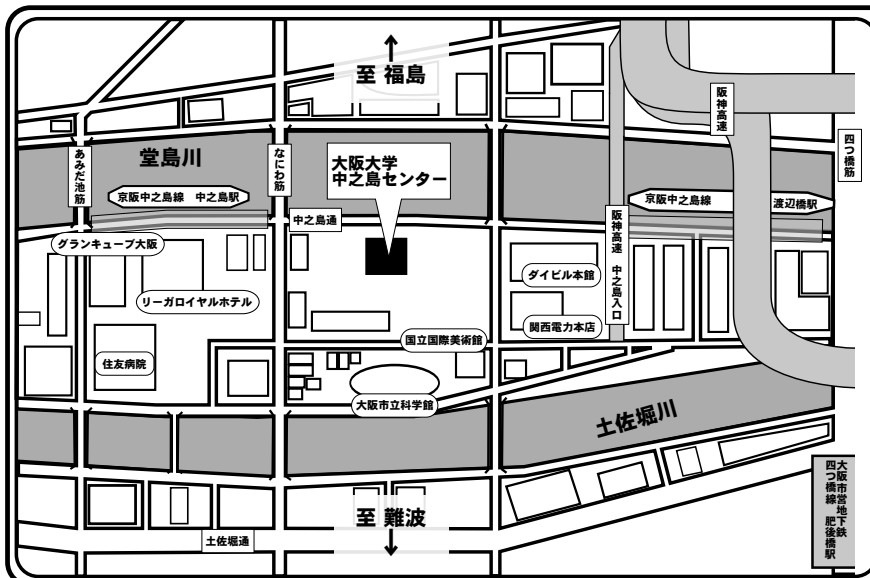 至 福島
阪神高速
四つ橋筋
あみだ池筋
堂島川
なにわ筋
大阪大学
中之島センター
京阪中之島線　中之島駅
京阪中之島線
渡辺橋駅
中之島通
阪神高速　中之島入口
グランキューブ大阪
ダイビル本館
リーガロイヤルホテル
関西電力本店
国立国際美術館
住友病院
大阪市立科学館
土佐堀川
大阪市営地下鉄
四つ橋線　肥後橋駅
至 難波
土佐堀通